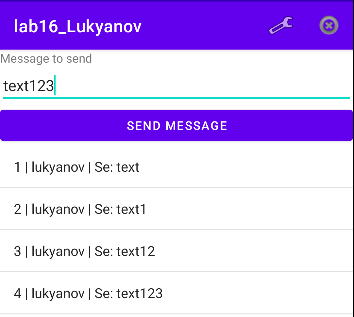 lab16_Lukyanov
Message to send
text123
SEND MESSAGE
1 | lukyanov | Se: text
2 | lukyanov | Se: text1
3 | lukyanov | Se: text12
4 | lukyanov | Se: text123